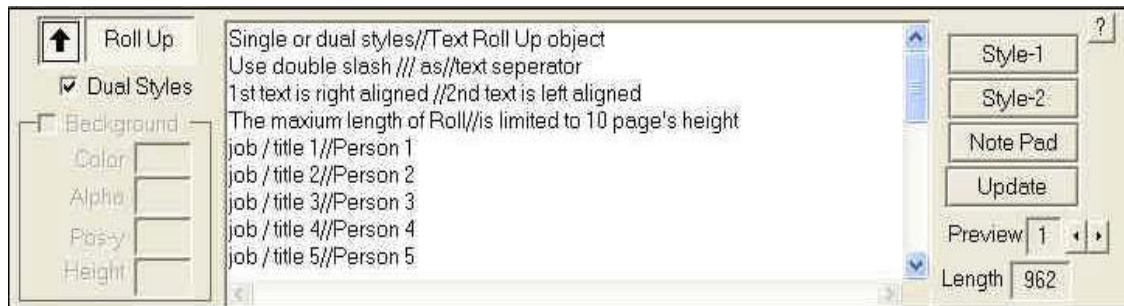 Roll Up
Dual Styles
Background
Color
Alpha
Pos-y
Height
Single or dual styles//Text Roll Up object
Use double slash /// as//text seperator
1st text is right aligned //2nd text is left aligned
The maxium length of Roll//is limited to 10 page's height
job / title 1//Person 1
job / title 2//Person 2
job / title 3//Person 3
job / title 4//Person 4
job / title 5//Person 5
?
Style-1
Style-2
Note Pad
Update
Preview 1
Length 962